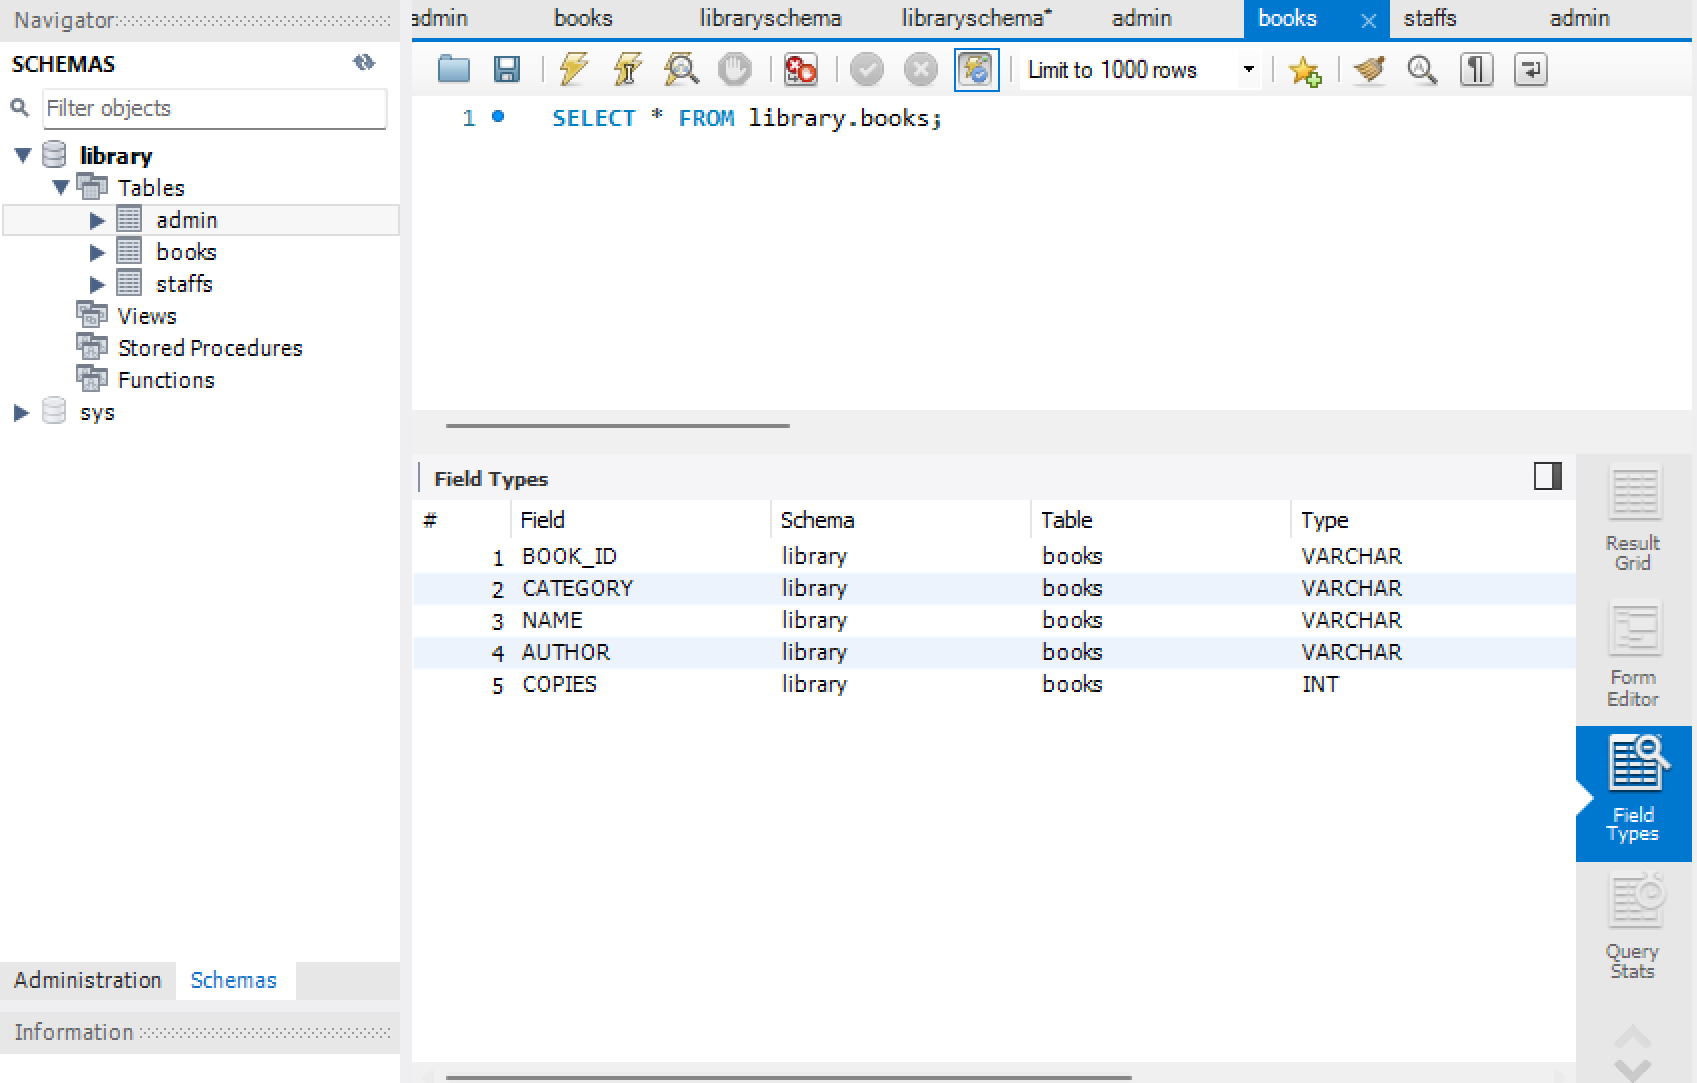 Navigator
SCHEMAS
Filter objects
library
Tables
admin
books
staffs
Views
Stored Procedures
Functions
sys
Administration Schemas
Information
admin books libraryschema libraryschema* admin books staffs admin
Limit to 1000 rows
1 SELECT * FROM library.books;
Field Types
# Field Schema Table Type
1 BOOK_ID library books VARCHAR
2 CATEGORY library books VARCHAR
3 NAME library books VARCHAR
4 AUTHOR library books VARCHAR
5 COPIES library books INT
Result
Grid
Form
Editor
Field
Types
Query
Stats